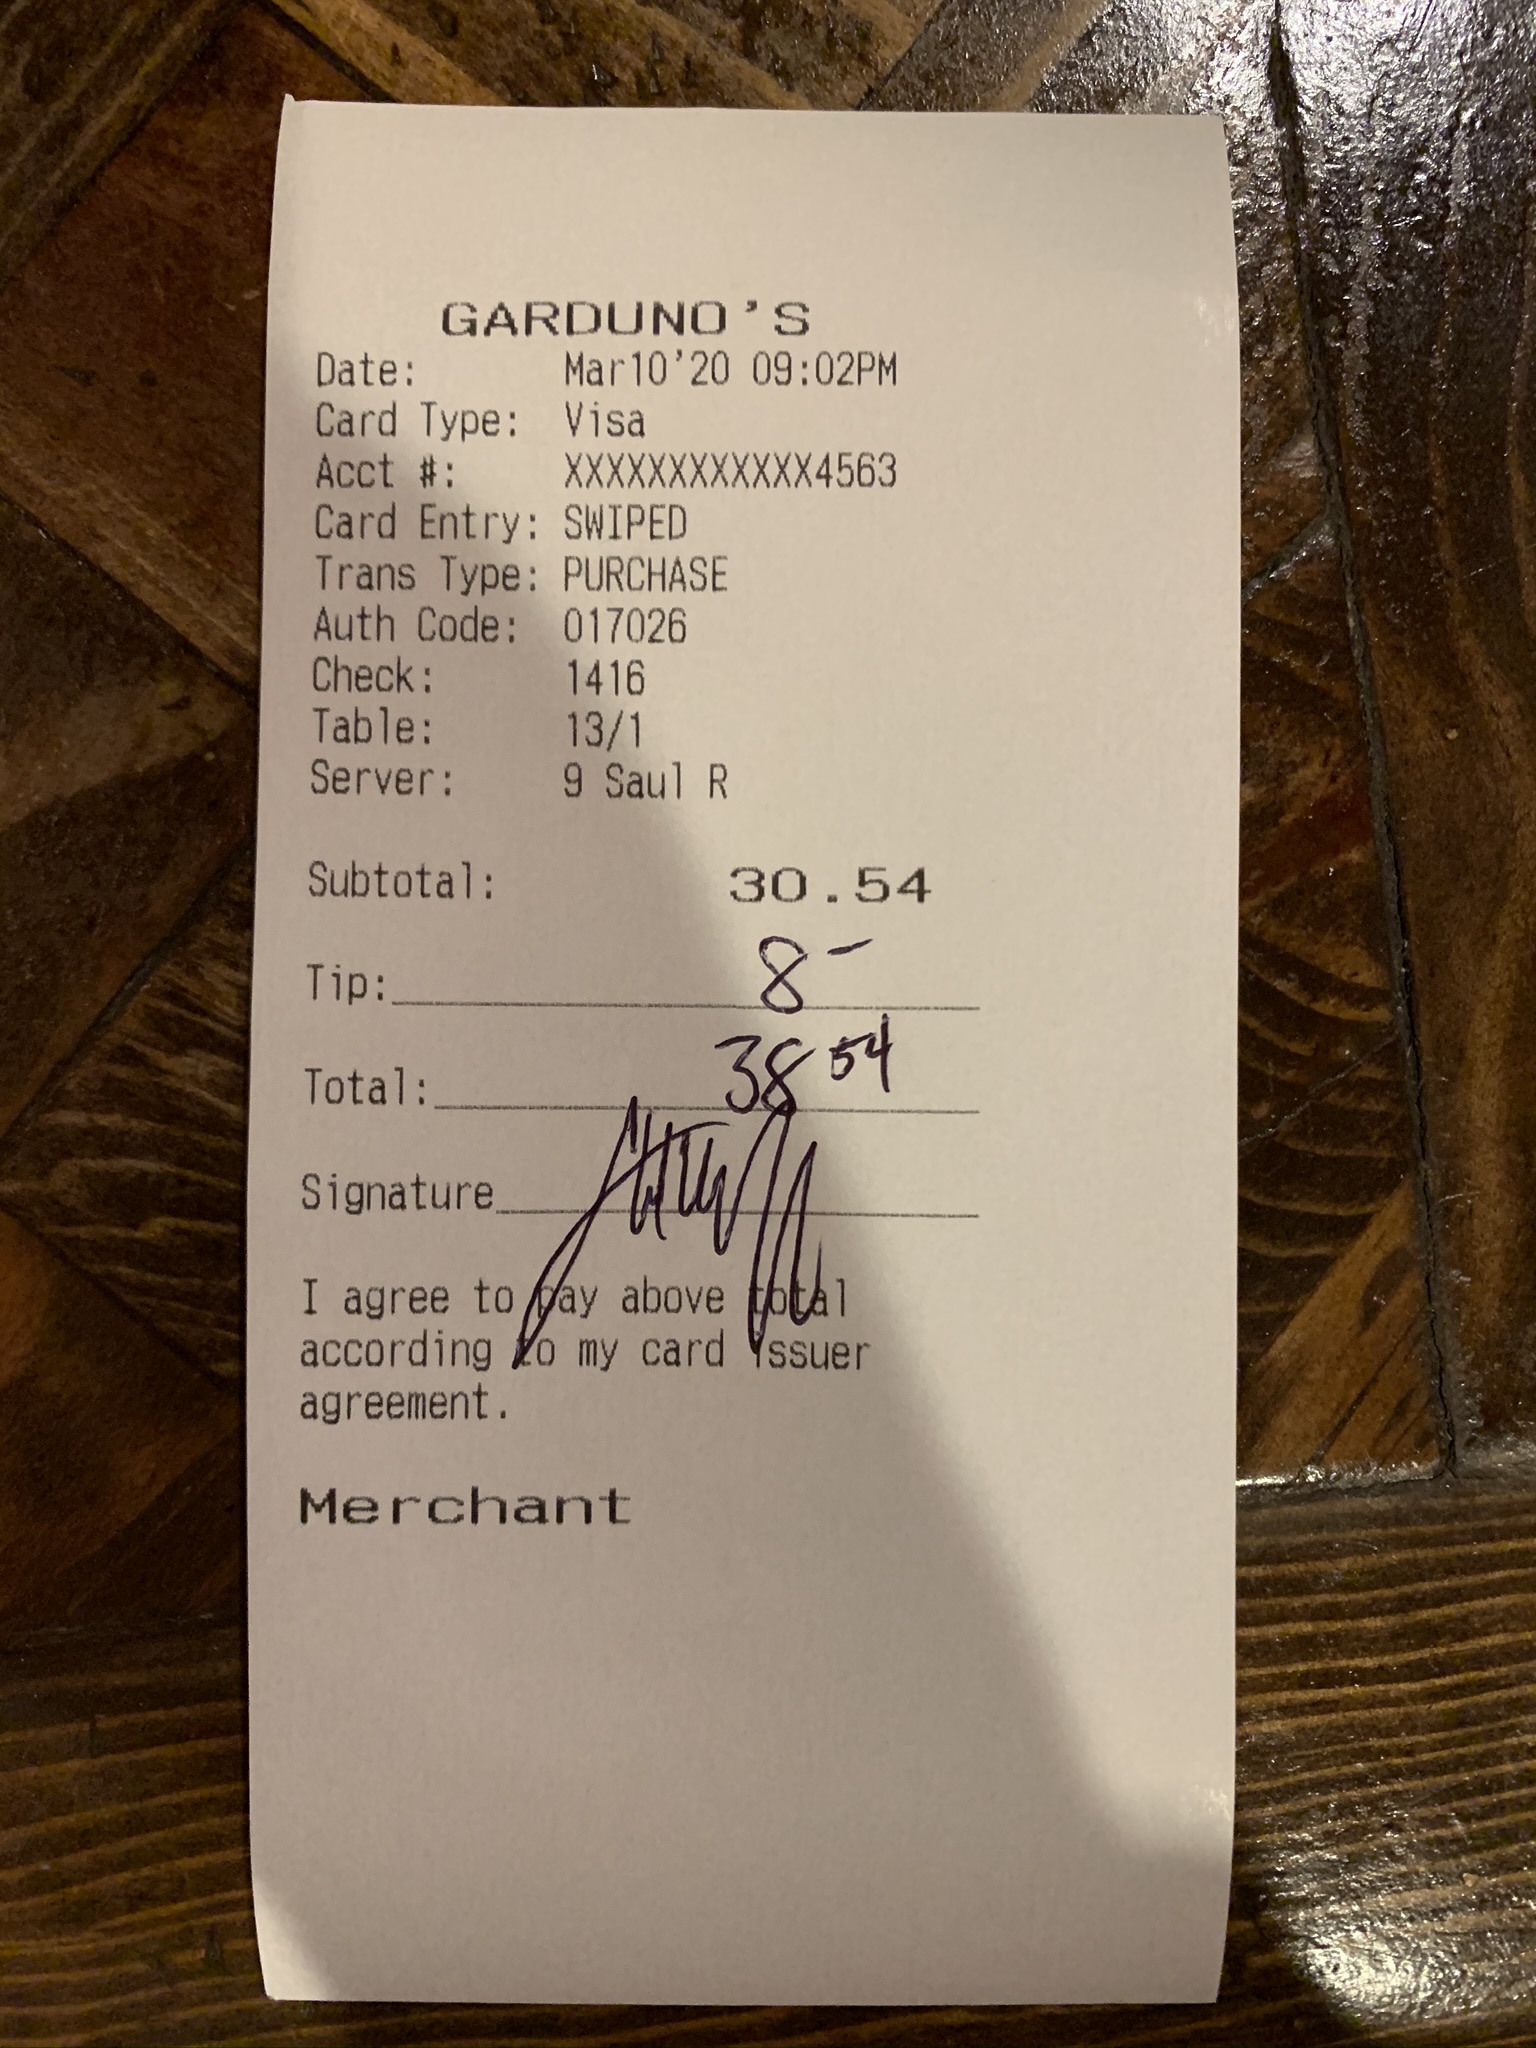 GARDUNO'S
Date: Mar10'20 09:02PM
Card Type: Visa
Acct #: XXXXXXXXXXXX4563
Card Entry: SWIPED
Trans Type: PURCHASE
Auth Code: 017026
Check: 1416
Table: 13/1
Server: 9 Saul R
Subtotal: 30.54
Tip: 8-
Total: 38 54
Signature
I agree to pay above total
according to my card issuer
agreement.
Merchant